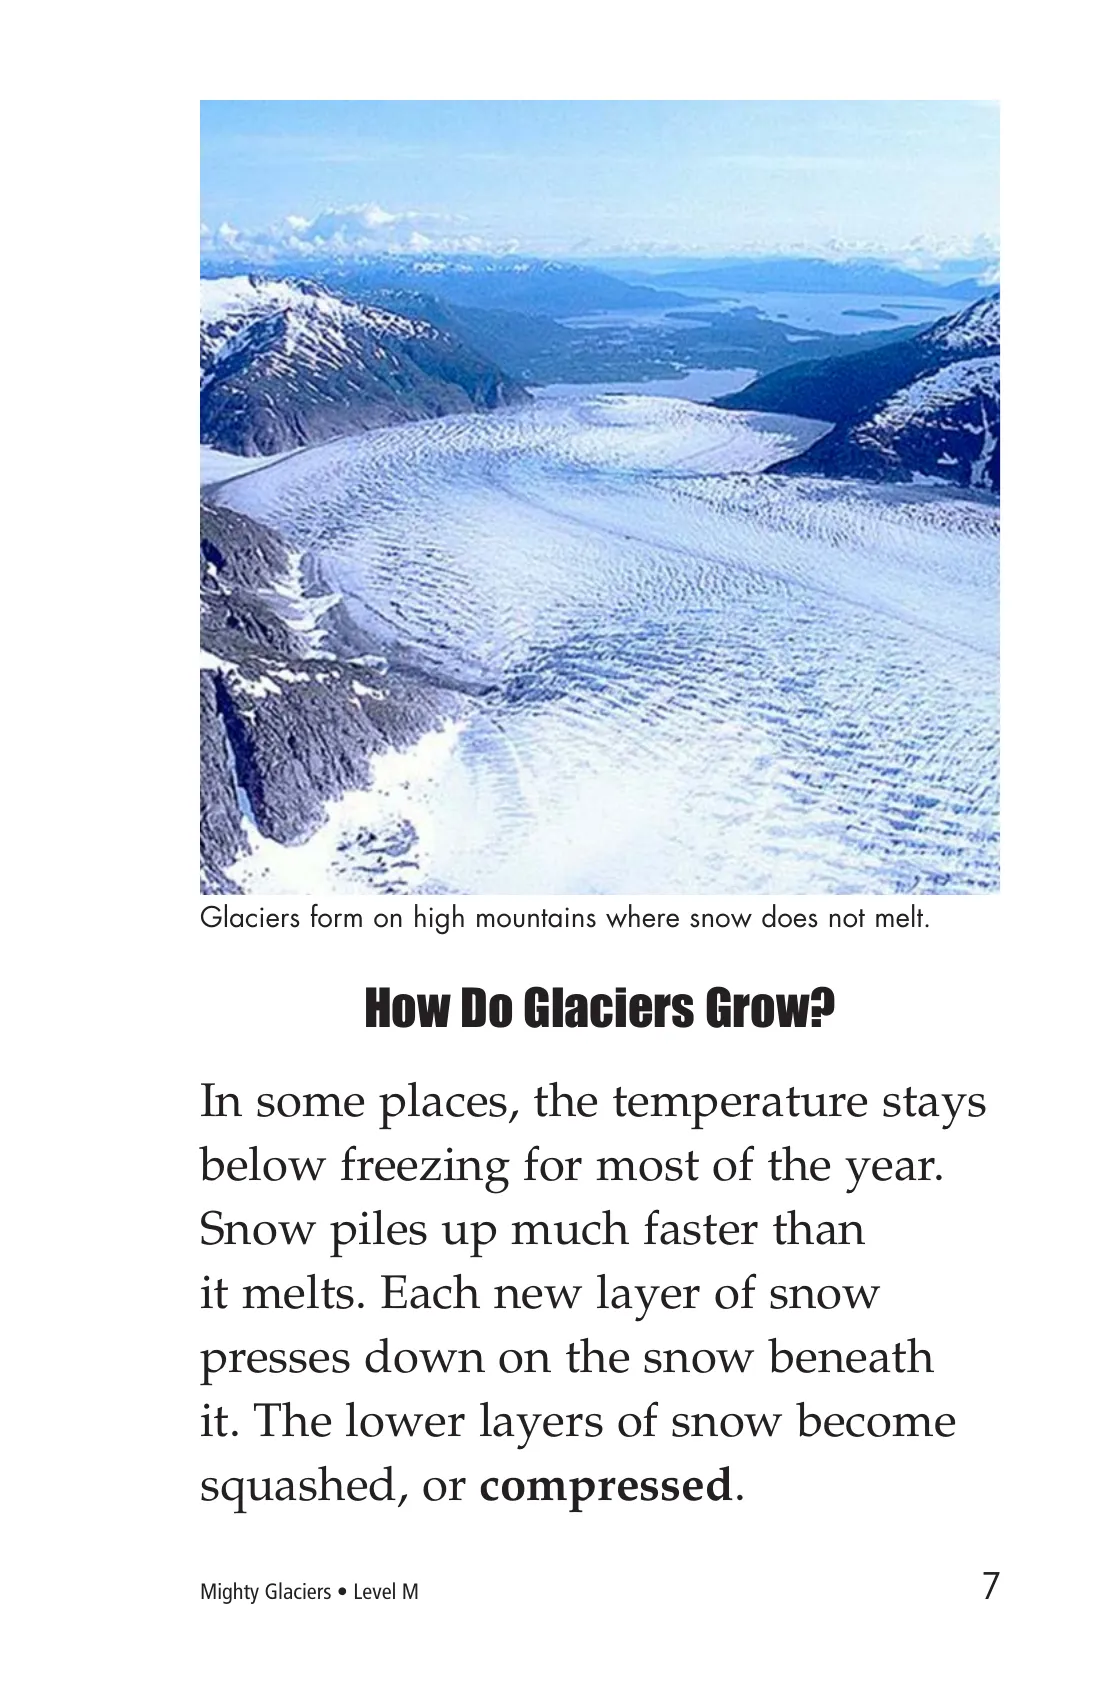 Glaciers form on high mountains where snow does not melt.
How Do Glaciers Grow?
In some places, the temperature stays
below freezing for most of the year.
Snow piles up much faster than
it melts. Each new layer of snow
presses down on the snow beneath
it. The lower layers of snow become
squashed, or compressed.
Mighty Glaciers • Level M
7